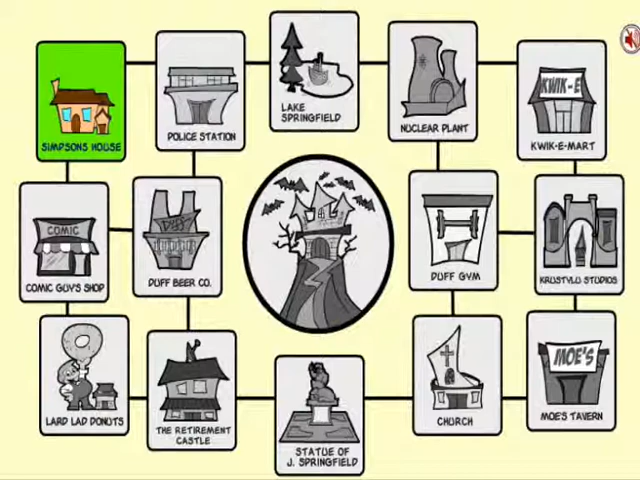 SIMPSONS HOUSE
POLICE STATION
LAKE
SPRINGFIELD
NUCLEAR PLANT
KWIK-E
KWIK-E-MART
COMIC
COMIC GUY'S SHOP
DUFF
DUFF BEER CO.
DUFF GYM
KRUSTYLU STUDIOS
LARD LAD DONUTS
THE RETIREMENT
CASTLE
STATUE OF
J. SPRINGFIELD
CHURCH
MOE'S
MOE'S TAVERN